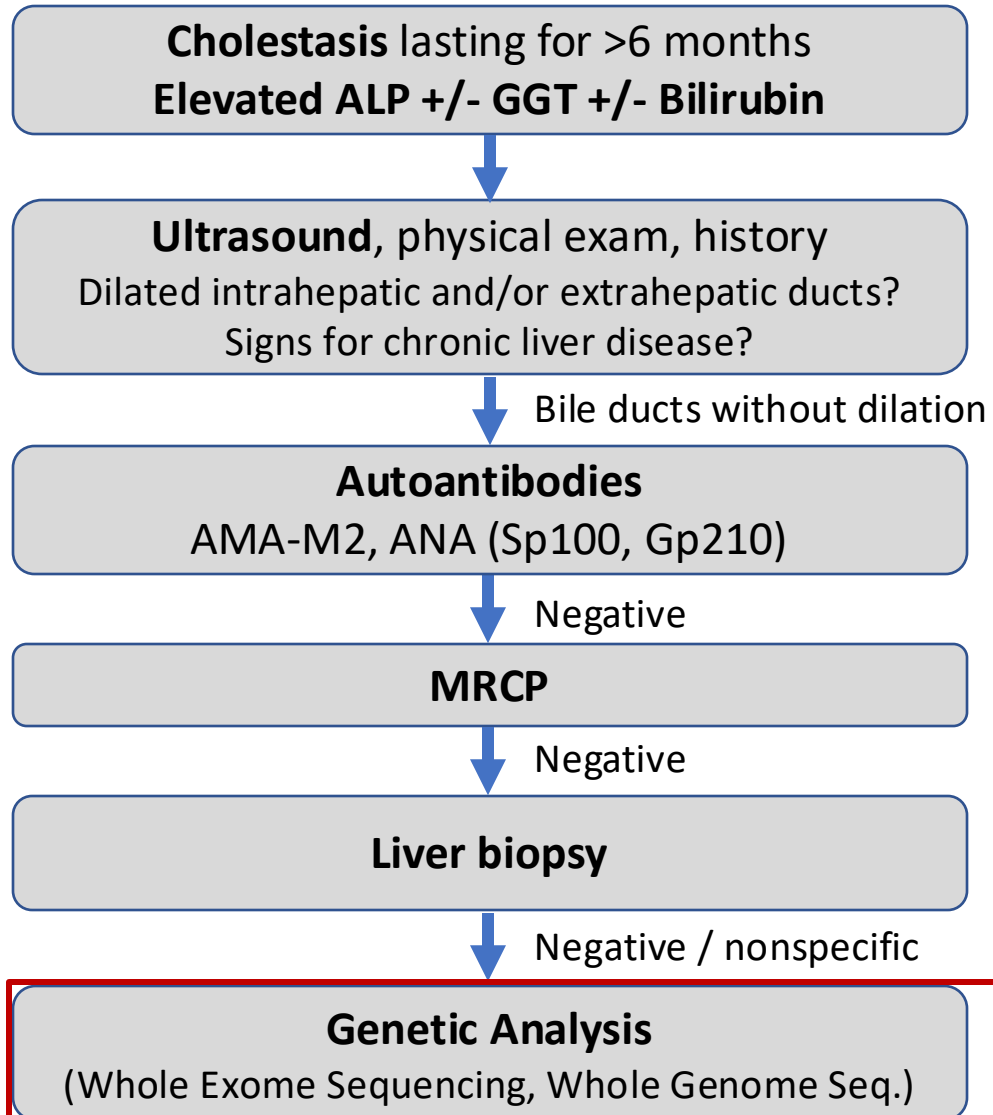 Cholestasis lasting for >6 months
Elevated ALP +/- GGT +/- Bilirubin
Ultrasound, physical exam, history
Dilated intrahepatic and/or extrahepatic ducts?
Signs for chronic liver disease?
Bile ducts without dilation
Autoantibodies
AMA-M2, ANA (Sp100, Gp210)
Negative
MRCP
Negative
Liver biopsy
Negative / nonspecific
Genetic Analysis
(Whole Exome Sequencing, Whole Genome Seq.)